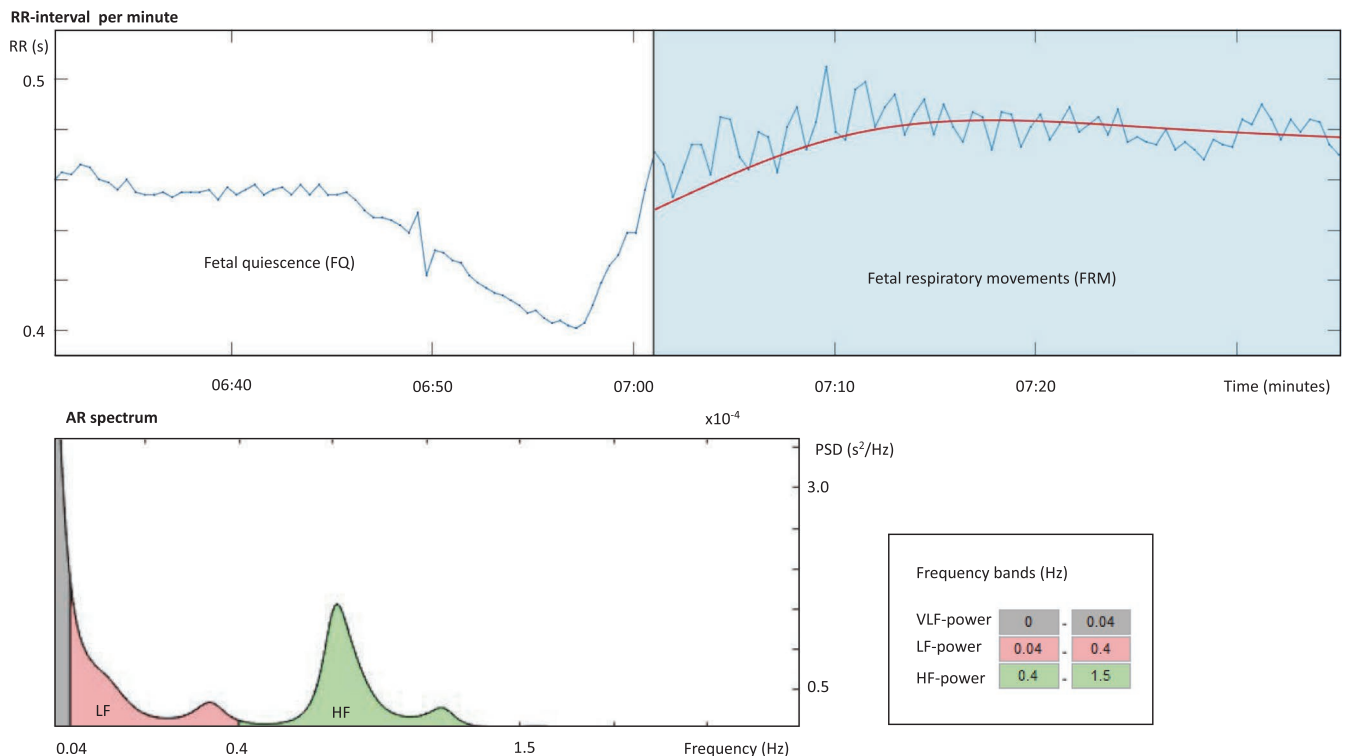 RR-interval per minute
RR (s)
0.5
0.4
Fetal quiescence (FQ)
Fetal respiratory movements (FRM)
06:40 06:50 07:00 07:10 07:20 Time (minutes)
AR spectrum
x10-4
PSD (s2/Hz)
3.0
0.5
LF
HF
0.04 0.4 1.5 Frequency (Hz)
Frequency bands (Hz)
VLF-power 0 - 0.04
LF-power 0.04 - 0.4
HF-power 0.4 - 1.5